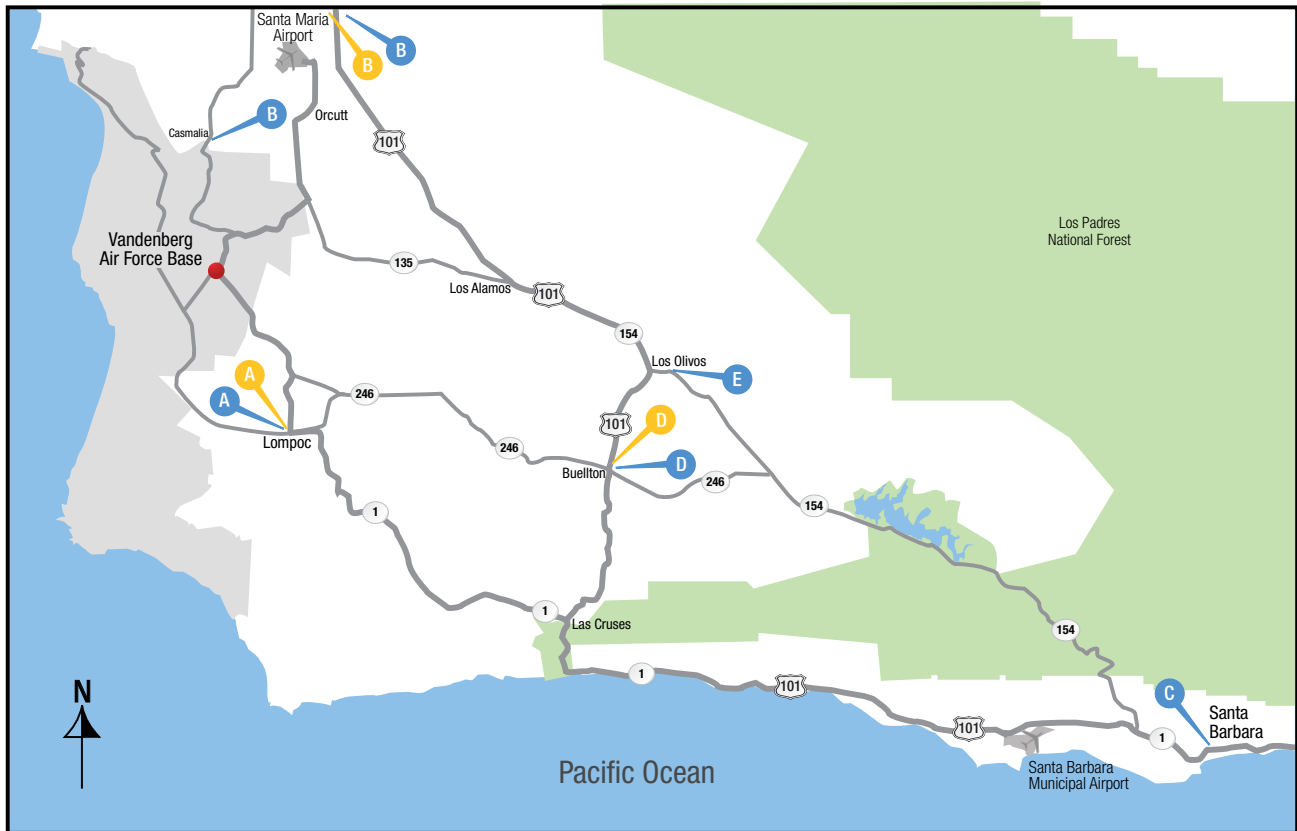 Santa Maria
Airport
B
B
Orcutt
B
Casmalia
101
Los Padres
National Forest
Vandenberg
Air Force Base
135
Los Alamos
101
154
Los Olivos
E
A
A
246
101
D
Lompoc
246
Buellton
D
246
154
1
1
Las Cruses
154
1
101
N
C
Santa
Barbara
101
1
Pacific Ocean
Santa Barbara
Municipal Airport